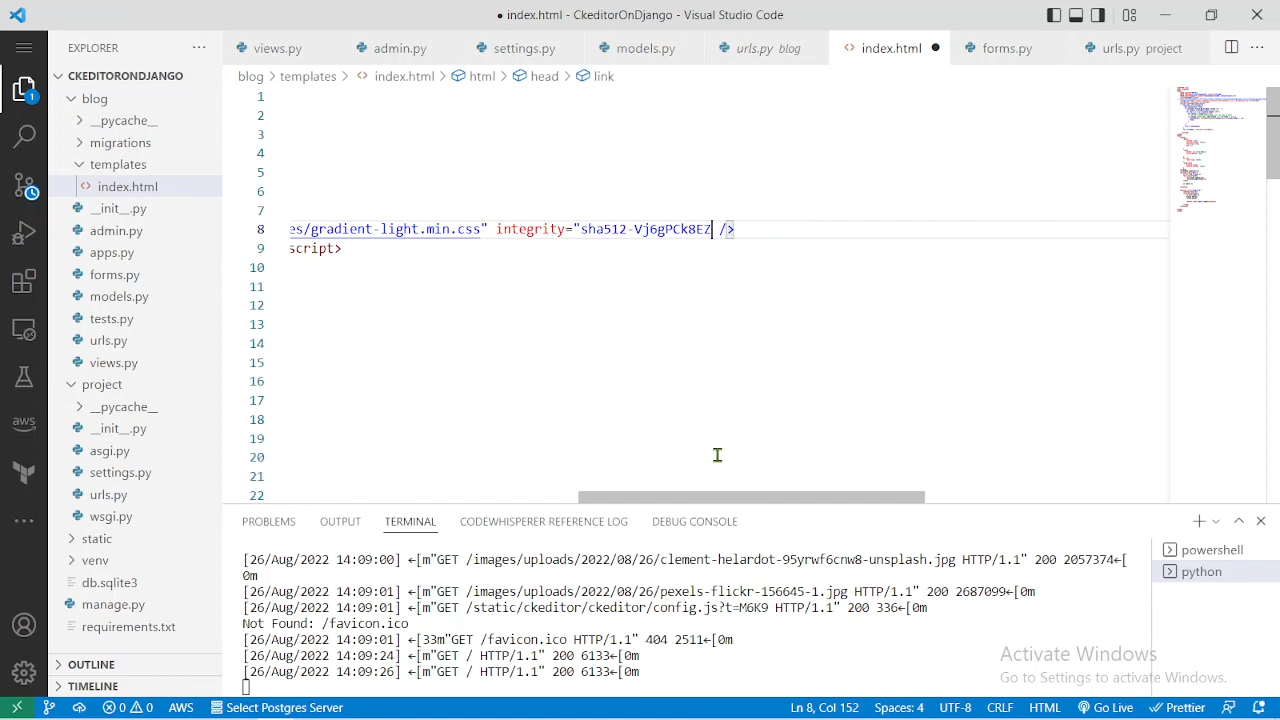 ● index.html - CkeditorOnDjango - Visual Studio Code
EXPLORER ···
views.py admin.py settings.py models.py urls.py blog <> index.html ● forms.py urls.py project ···
CKEDITORONDJANGO
blog > templates > <> index.html > html > head > link
blog
__pycache__
migrations
templates
<> index.html
__init__.py
admin.py
apps.py
forms.py
models.py
tests.py
urls.py
views.py
project
__pycache__
__init__.py
asgi.py
settings.py
urls.py
wsgi.py
static
venv
db.sqlite3
manage.py
requirements.txt
OUTLINE
TIMELINE
1
aws
1
2
3
4
5
6
7
8 es/gradient-light.min.css" integrity="sha512-Vj6gPCk8EZ />
9 script>
10
11
12
13
14
15
16
17
18
19
20
21
22
PROBLEMS OUTPUT TERMINAL CODEWHISPERER REFERENCE LOG DEBUG CONSOLE
[26/Aug/2022 14:09:00] ←[m"GET /images/uploads/2022/08/26/clement-helardot-95yrwf6cnw8-unsplash.jpg HTTP/1.1" 200 2057374←[
0m
[26/Aug/2022 14:09:01] ←[m"GET /images/uploads/2022/08/26/pexels-flickr-156645-1.jpg HTTP/1.1" 200 2687099←[0m
[26/Aug/2022 14:09:01] ←[m"GET /static/ckeditor/ckeditor/config.js?t=M6K9 HTTP/1.1" 200 336←[0m
Not Found: /favicon.ico
[26/Aug/2022 14:09:01] ←[33m"GET /favicon.ico HTTP/1.1" 404 2511←[0m
[26/Aug/2022 14:09:24] ←[m"GET / HTTP/1.1" 200 6133←[0m
[26/Aug/2022 14:09:26] ←[m"GET / HTTP/1.1" 200 6133←[0m
powershell
python
Activate Windows
Go to Settings to activate Windows.
0 0 AWS Select Postgres Server Ln 8, Col 152 Spaces: 4 UTF-8 CRLF HTML Go Live Prettier